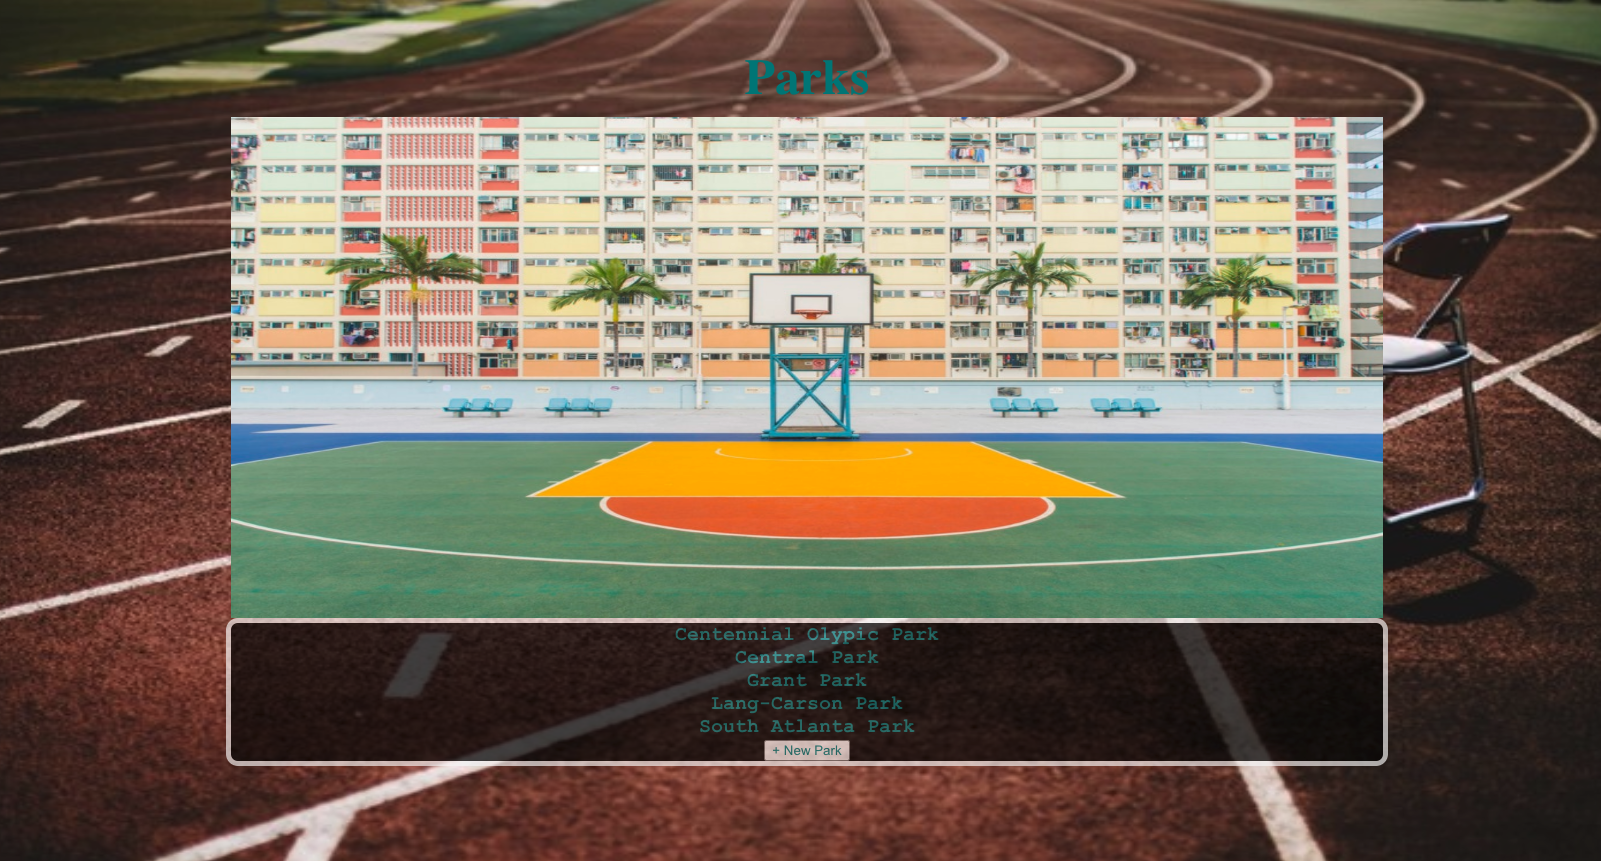 Parks
Centennial Olypic Park
Central Park
Grant Park
Lang-Carson Park
South Atlanta Park
+ New Park